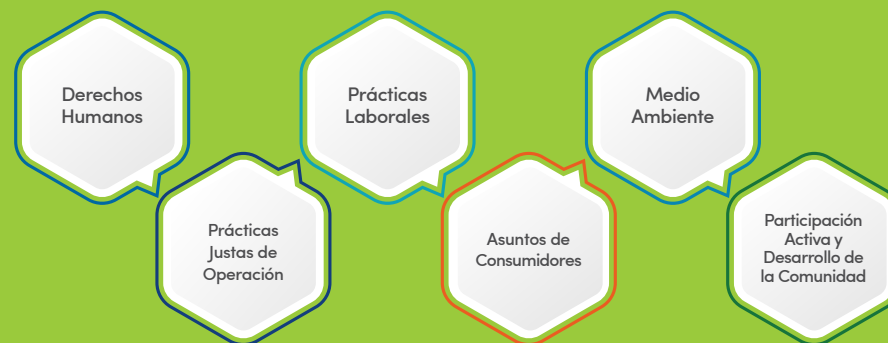 Derechos
Humanos
Prácticas
Justas de
Operación
Prácticas
Laborales
Asuntos de
Consumidores
Medio
Ambiente
Participación
Activa y
Desarrollo de
la Comunidad